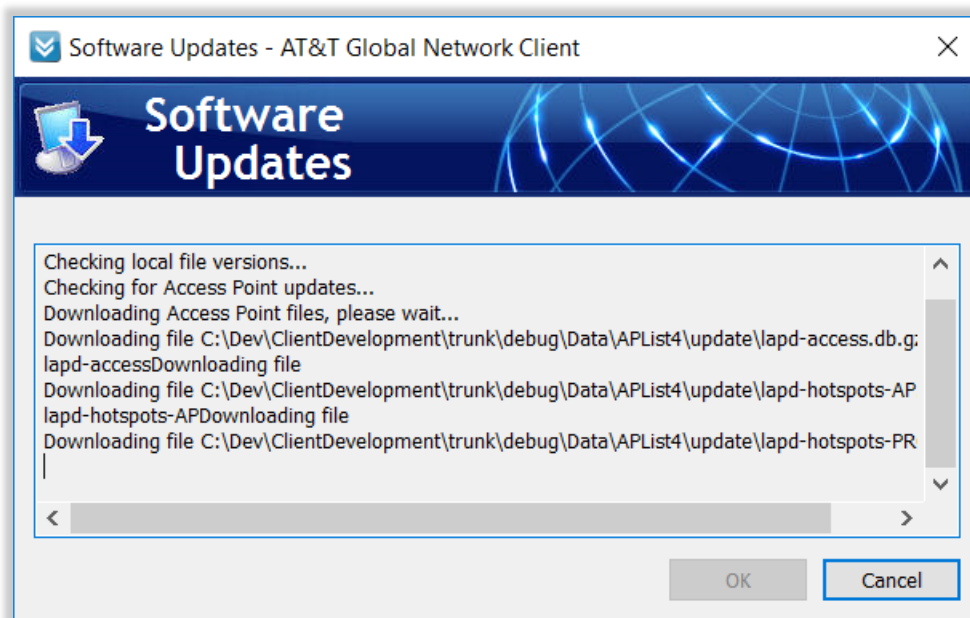 Software Updates - AT&T Global Network Client
Software
Updates
Checking local file versions...
Checking for Access Point updates...
Downloading Access Point files, please wait...
Downloading file C:\Dev\ClientDevelopment\trunk\debug\Data\APList4\update\lapd-access.db.gz
lapd-accessDownloading file
Downloading file C:\Dev\ClientDevelopment\trunk\debug\Data\APList4\update\lapd-hotspots-AP
lapd-hotspots-APDownloading file
Downloading file C:\Dev\ClientDevelopment\trunk\debug\Data\APList4\update\lapd-hotspots-PR
OK
Cancel